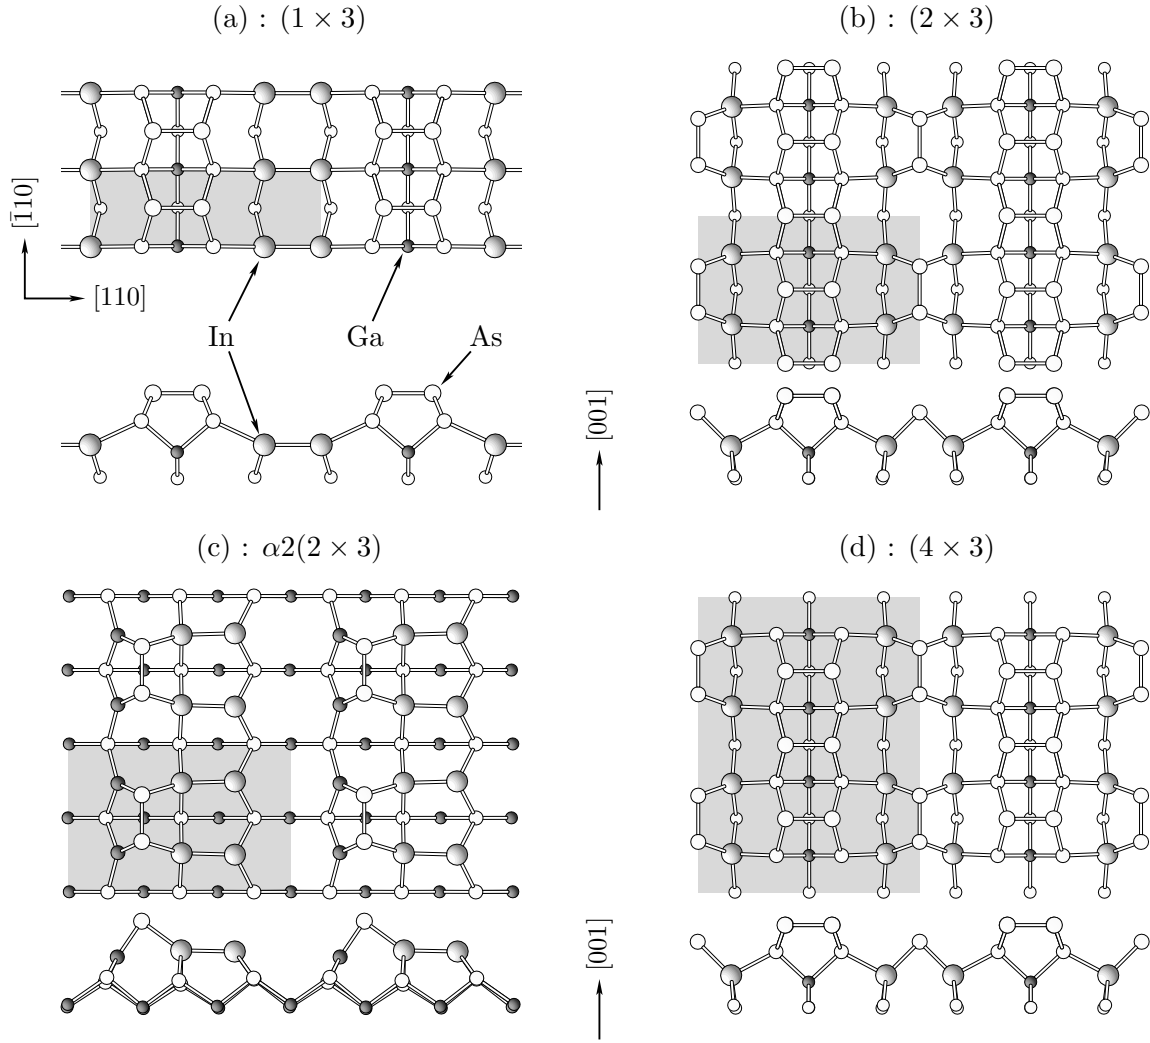 (a) : (1 × 3)
(b) : (2 × 3)
[1̄10]
[110]
In
Ga
As
[001]
(c) : α2(2 × 3)
(d) : (4 × 3)
[001]